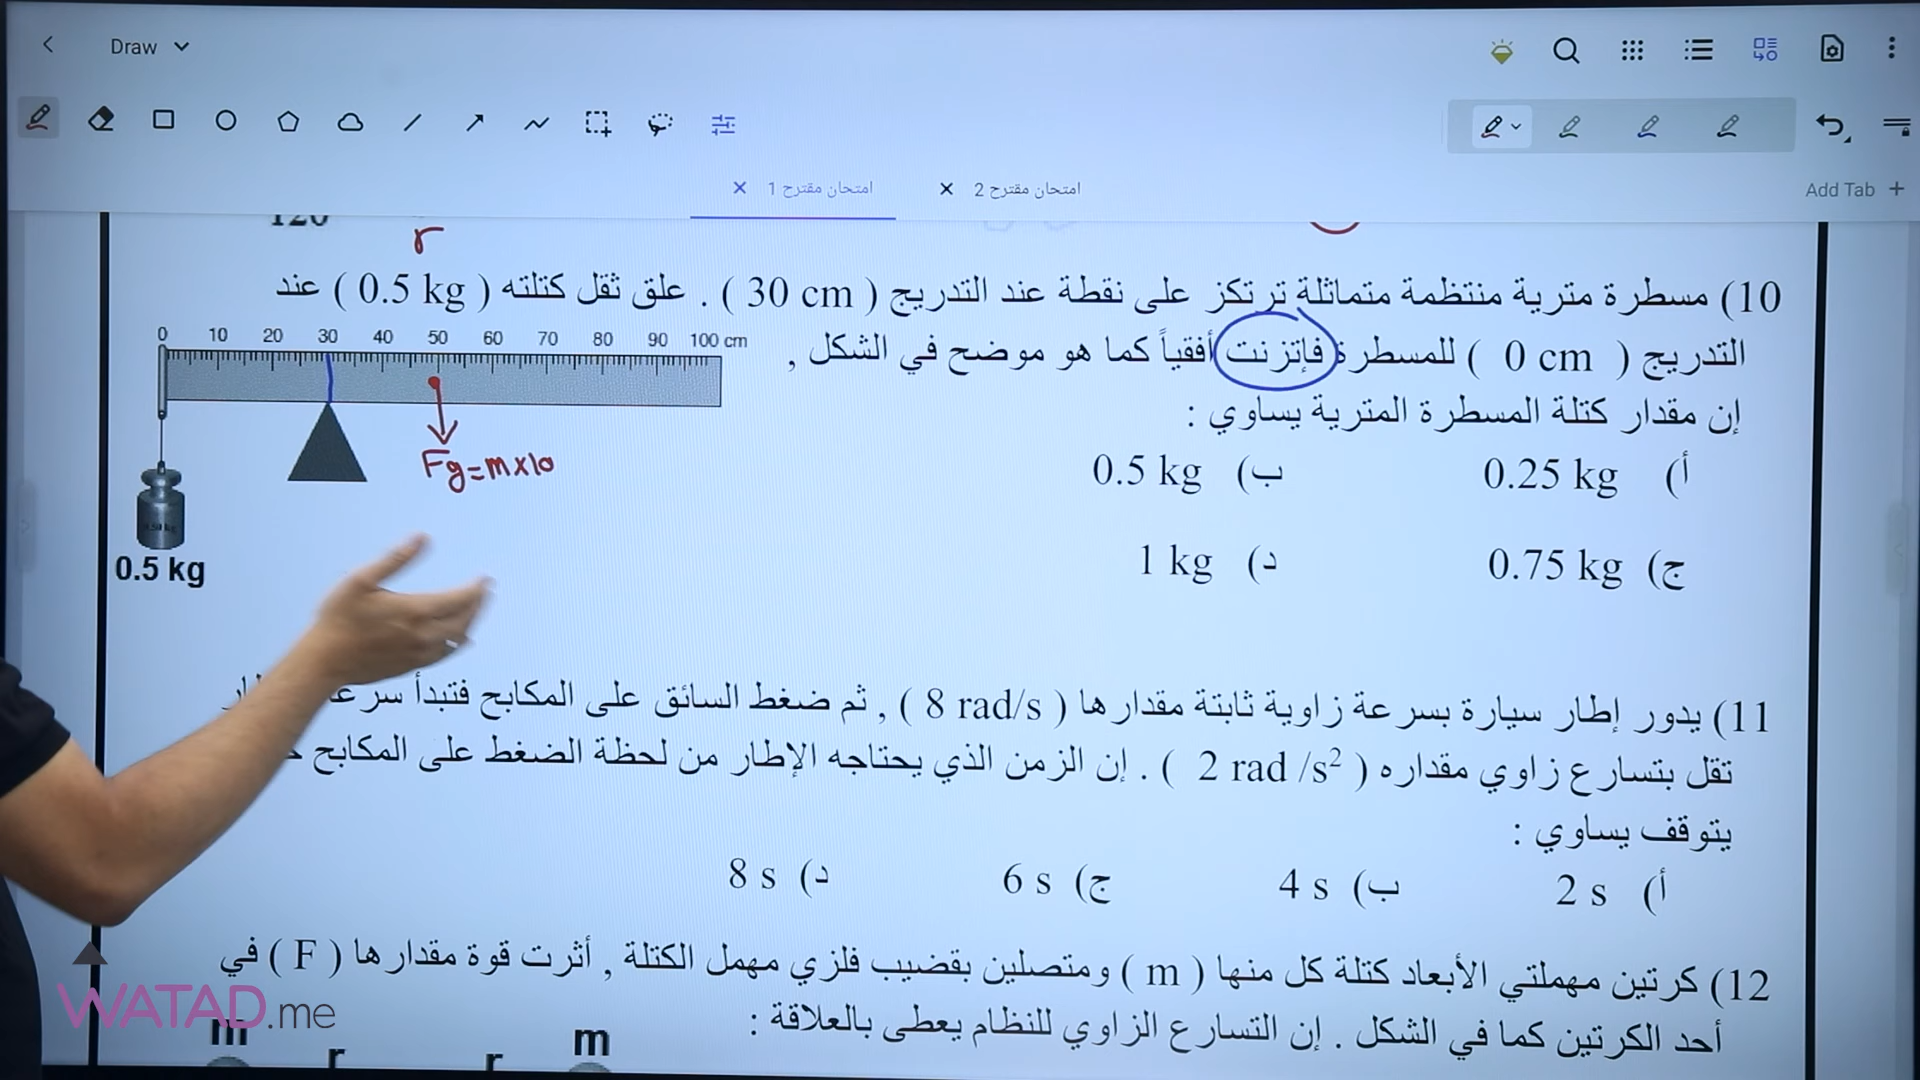 Draw
امتحان مقترح 1
امتحان مقترح 2
Add Tab +
120
r
10) مسطرة مترية منتظمة متماثلة ترتكز على نقطة عند التدريج ( 30 cm ) . علق ثقل كتلته ( 0.5 kg ) عند
التدريج ( 0 cm ) للمسطرة فإتزنت أفقياً كما هو موضح في الشكل ,
إن مقدار كتلة المسطرة المترية يساوي :
0 10 20 30 40 50 60 70 80 90 100 cm
Fg=m×10
0.5 kg
أ) 0.25 kg
ب) 0.5 kg
ج) 0.75 kg
د) 1 kg
11) يدور إطار سيارة بسرعة زاوية ثابتة مقدارها ( 8 rad/s ) , ثم ضغط السائق على المكابح فتبدأ
تقل بتسارع زاوي مقداره ( 2 rad /s² ) . إن الزمن الذي يحتاجه الإطار من لحظة الضغط على المكابح
يتوقف يساوي :
أ) 2 s
ب) 4 s
ج) 6 s
د) 8 s
12) كرتين مهملتي الأبعاد كتلة كل منها ( m ) ومتصلين بقضيب فلزي مهمل الكتلة , أثرت قوة مقدارها ( F ) في
أحد الكرتين كما في الشكل . إن التسارع الزاوي للنظام يعطى بالعلاقة :
m r r m
WATAD.me